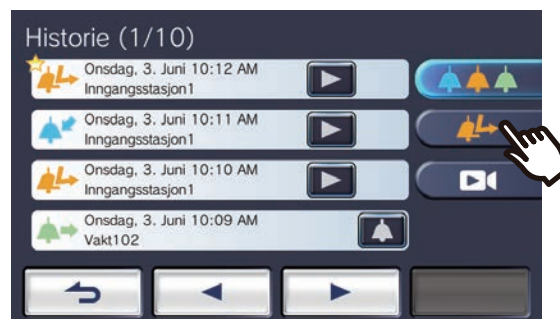 Historie (1/10)
Onsdag, 3. Juni 10:12 AM
Inngangsstasjon1
Onsdag, 3. Juni 10:11 AM
Inngangsstasjon1
Onsdag, 3. Juni 10:10 AM
Inngangsstasjon1
Onsdag, 3. Juni 10:09 AM
Vakt102